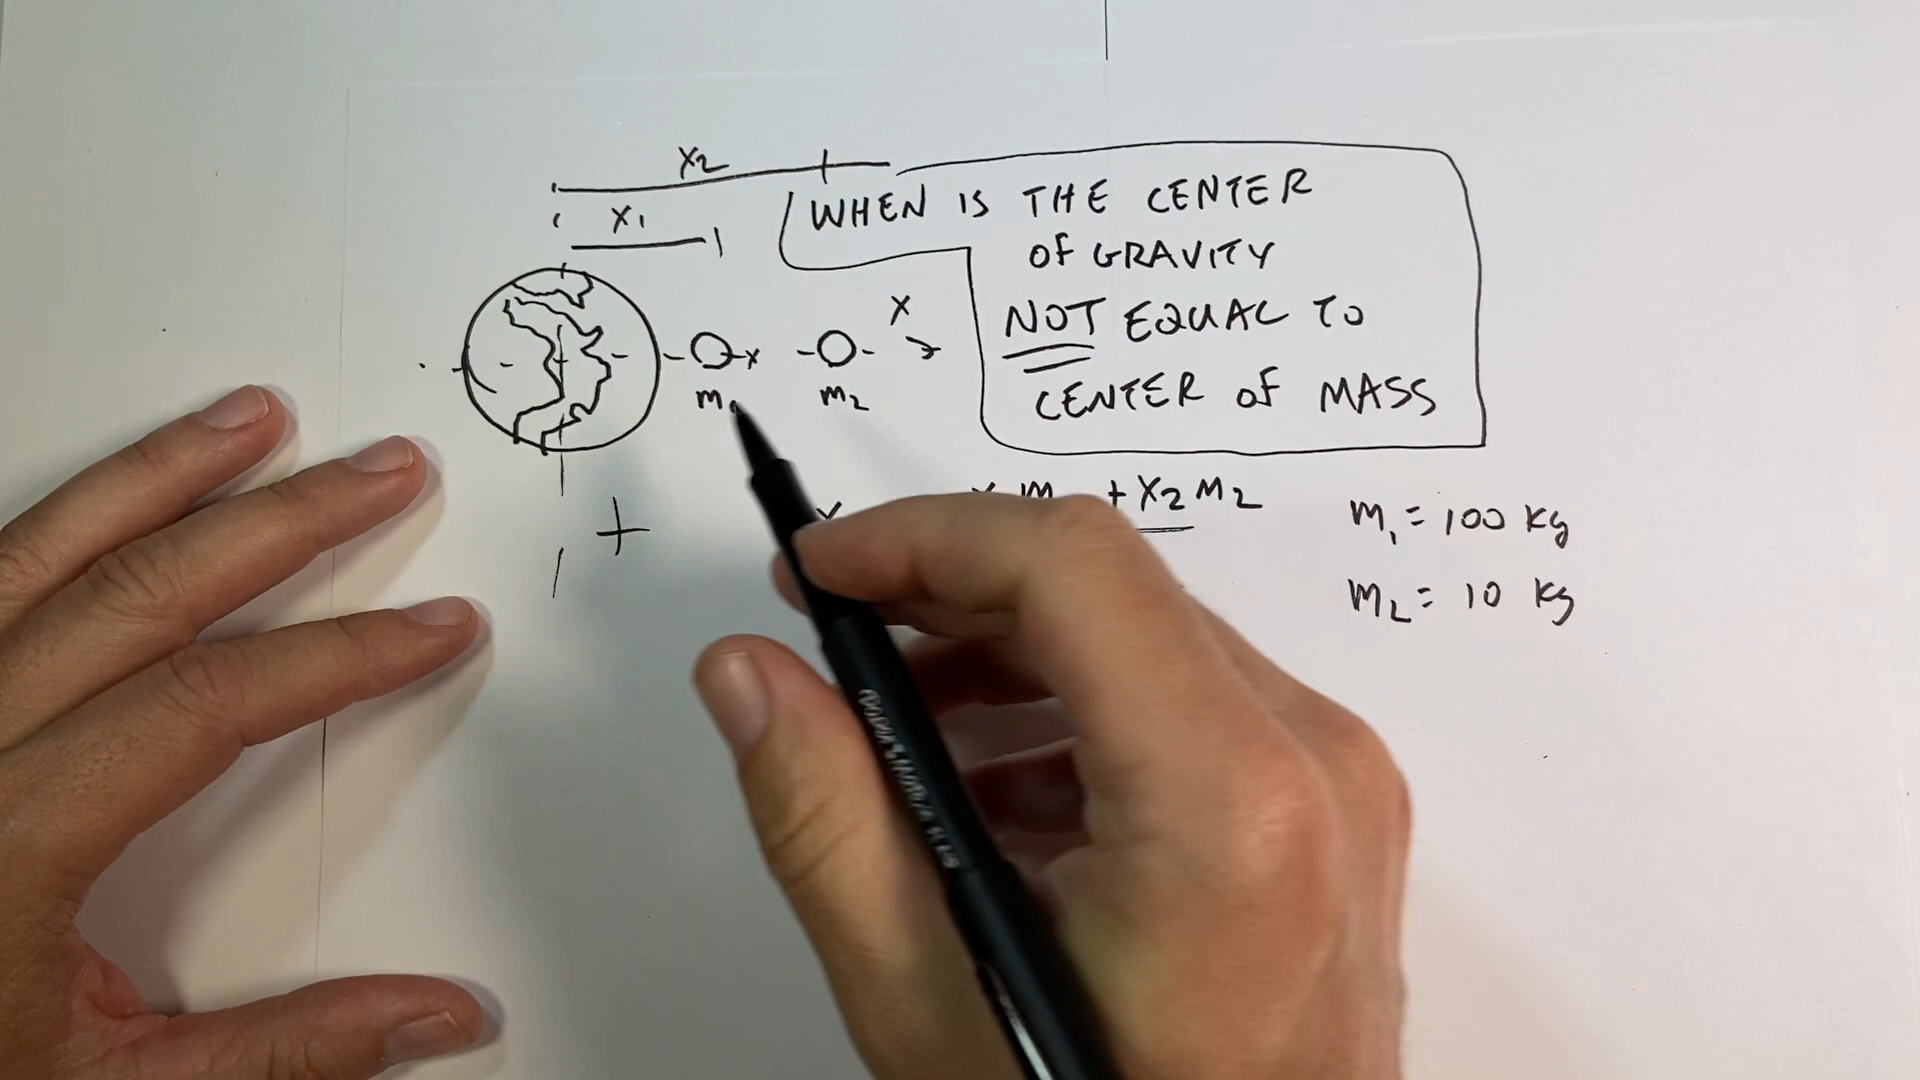 X2
X1
WHEN IS THE CENTER
OF GRAVITY
NOT EQUAL TO
CENTER OF MASS
X
x
m
m2
+ X2 M2
m1 = 100 kg
m2 = 10 kg